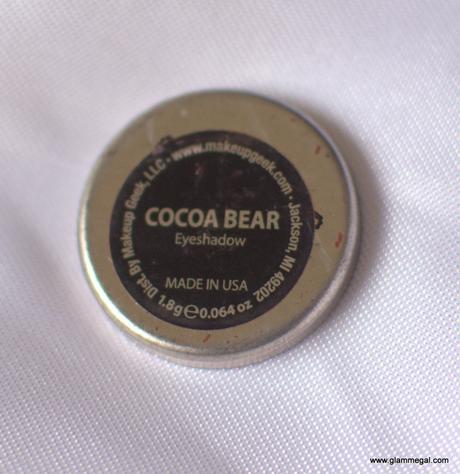 COCOA BEAR
Eyeshadow
MADE IN USA
Dist. By Makeup Geek, LLC • www.makeupgeek.com • Jackson, MI 49202
1.8g ℮ 0.064 oz
www.glammegal.com